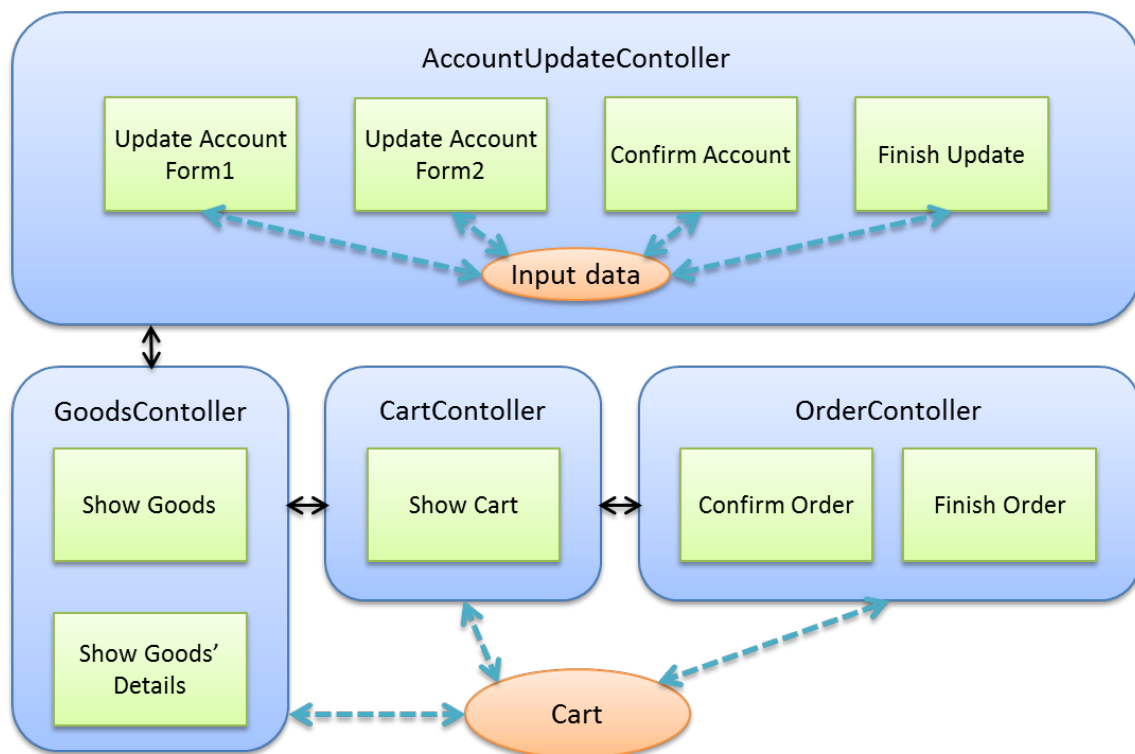 AccountUpdateContoller
Update Account
Form1
Update Account
Form2
Confirm Account
Finish Update
Input data
GoodsContoller
Show Goods
Show Goods’
Details
CartContoller
Show Cart
OrderContoller
Confirm Order
Finish Order
Cart